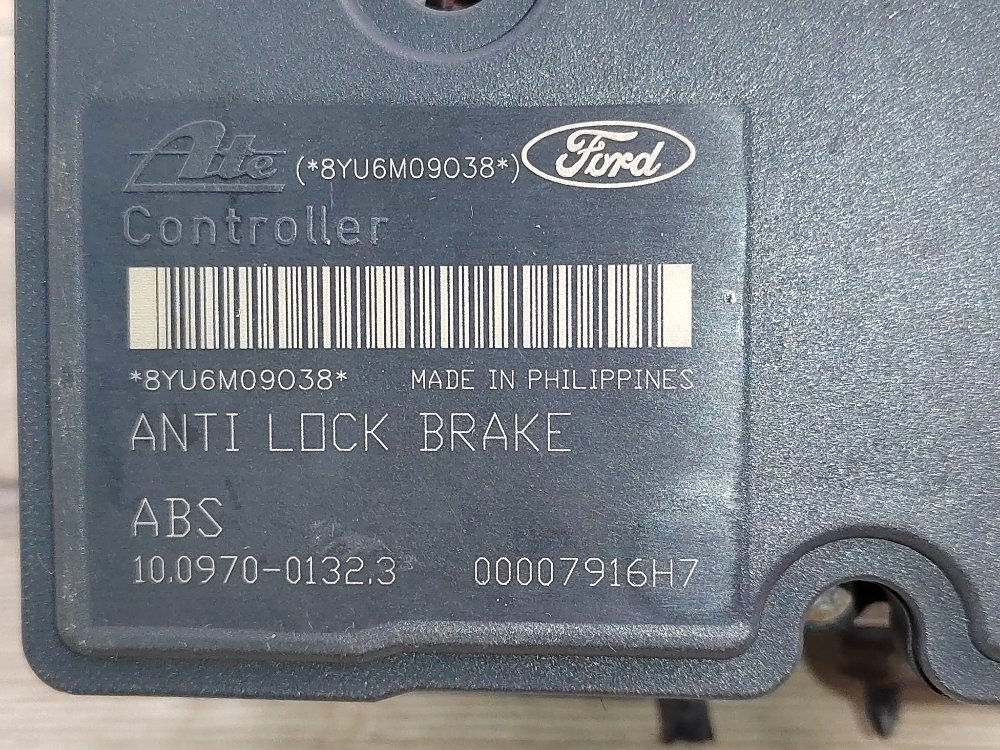 Ate (*8YU6M09038*) Ford
Controller
*8YU6M09038* MADE IN PHILIPPINES
ANTI LOCK BRAKE
ABS
10.0970-0132.3 00007916H7